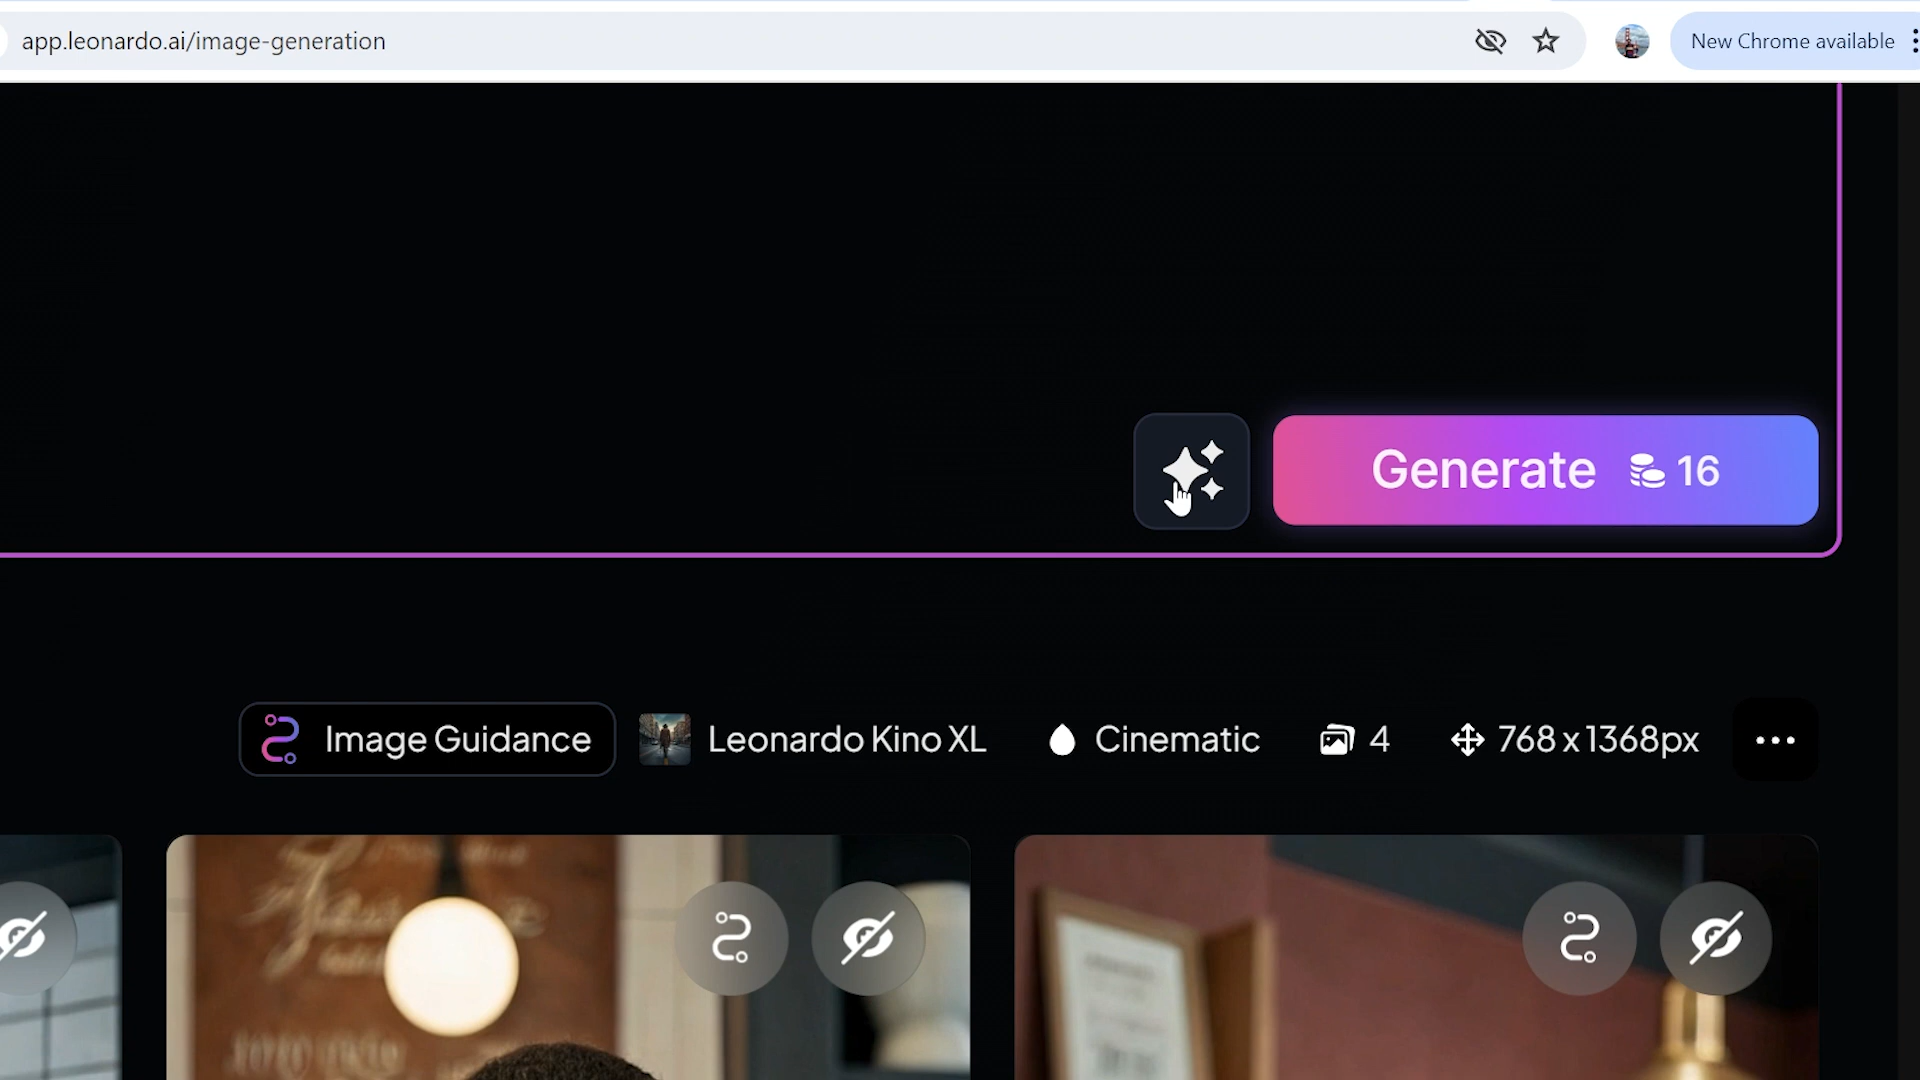 app.leonardo.ai/image-generation
New Chrome available
Generate 16
Image Guidance
Leonardo Kino XL
Cinematic
4
768 x 1368px